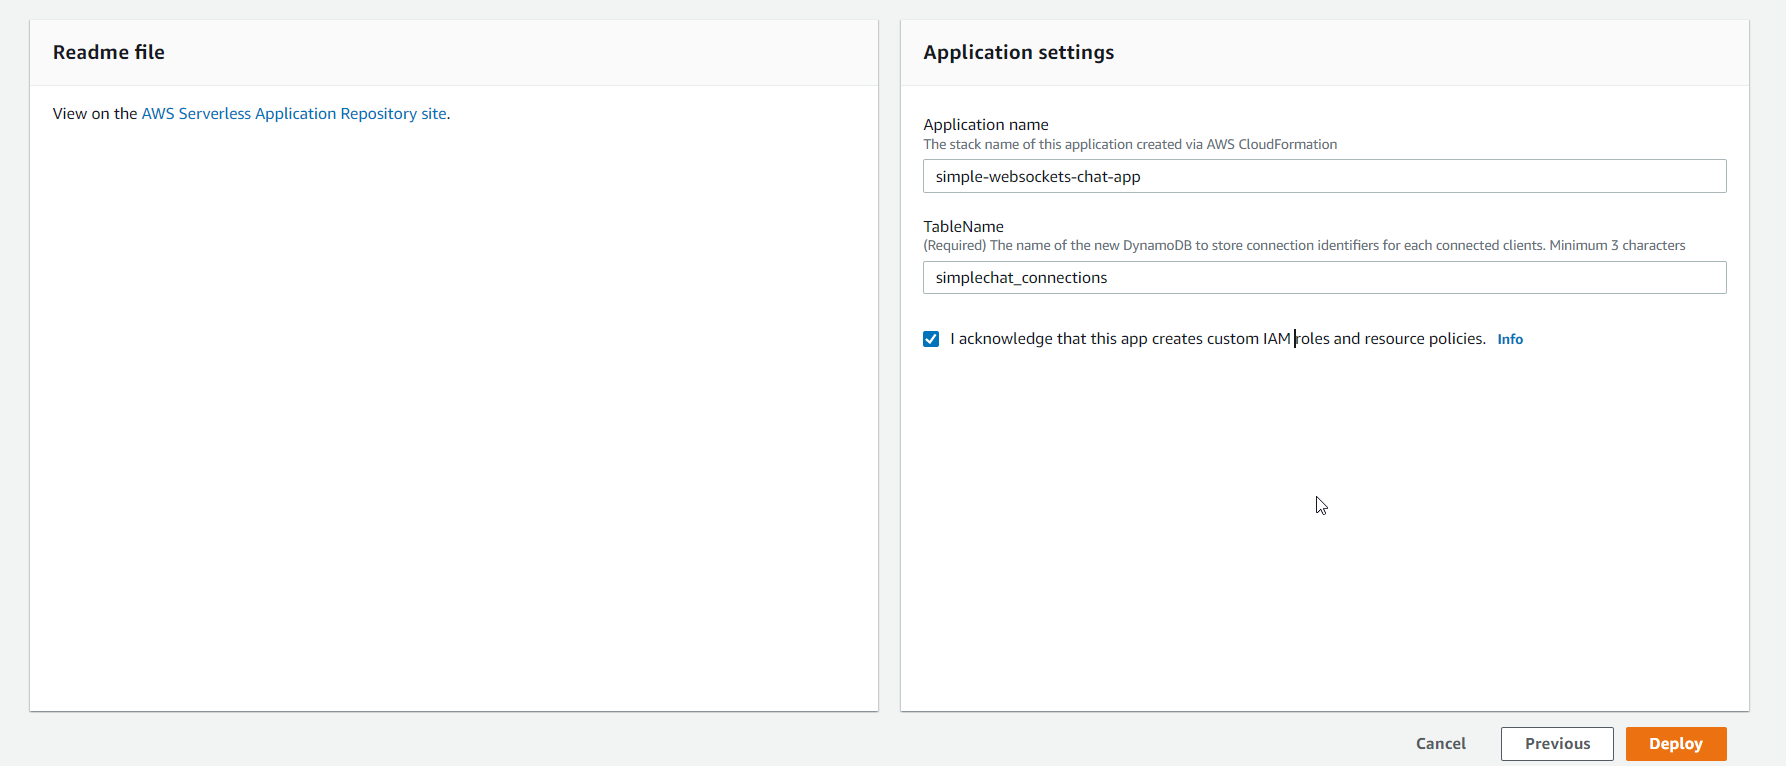 Readme file
View on the AWS Serverless Application Repository site.
Application settings
Application name
The stack name of this application created via AWS CloudFormation
simple-websockets-chat-app
TableName
(Required) The name of the new DynamoDB to store connection identifiers for each connected clients. Minimum 3 characters
simplechat_connections
I acknowledge that this app creates custom IAM roles and resource policies. Info
Cancel Previous Deploy